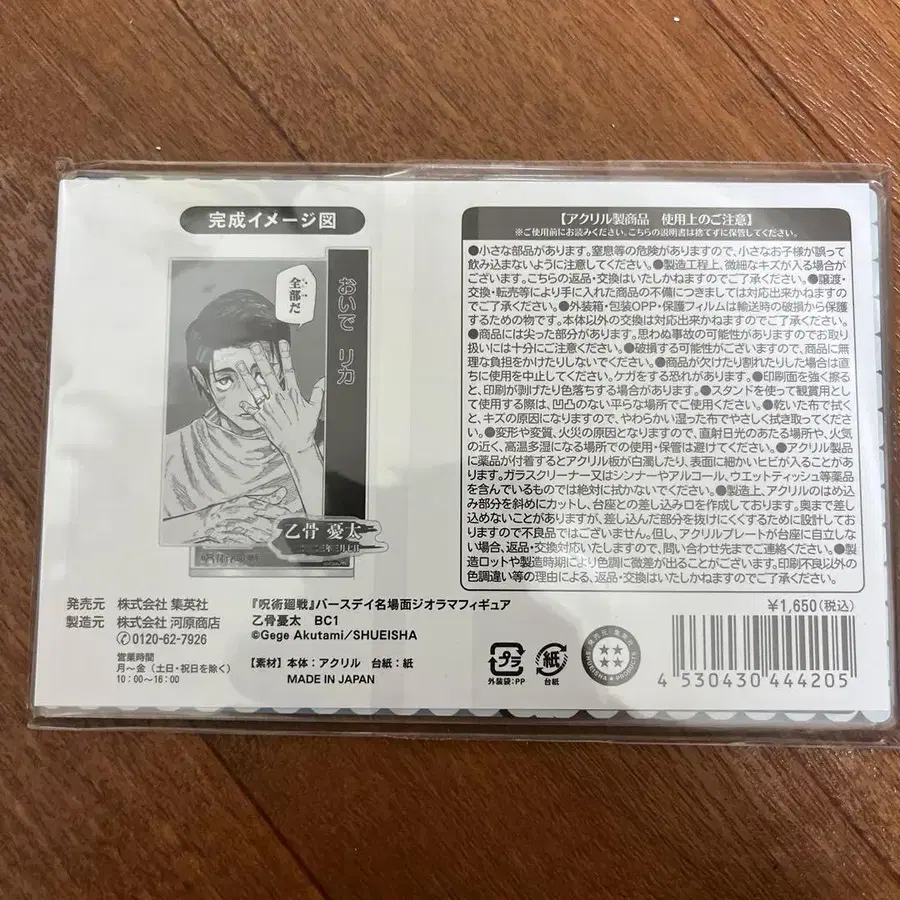 完成イメージ図
おいで リカ
全部だ
乙骨 憂太
二〇二三年三月七日
呪術廻戦
【アクリル製商品 使用上のご注意】
※ご使用前にお読みください。こちらの説明書は捨てずに保管してください。
●小さな部品があります。窒息等の危険がありますので、小さなお子様が誤って
飲み込まないように注意してください。●製造工程上、微細なキズが入る場合が
ございます。こちらの返品・交換はいたしかねますのでご了承ください。●譲渡・
交換・転売等により手に入れた商品の不備につきましては対応出来かねますの
でご了承ください。●外装箱・包装OPP・保護フィルムは輸送時の破損から保護
するための物です。本体以外の交換は対応出来かねますのでご了承ください。
●商品には尖った部分があります。思わぬ事故の可能性がありますのでお取り
扱いには十分にご注意ください。●破損する可能性がございますので、商品に無
理な負担をかけたりしないでください。●商品が欠けたり割れたりした場合は直
ちに使用を中止してください。ケガをする恐れがあります。●印刷面を強く擦る
と、印刷が剥げたり色落ちする場合があります。●スタンドを使って観賞用とし
て使用する際は、凹凸のない平らな場所でご使用ください。●乾いた布で拭く
と、キズの原因になりますので、やわらかい湿った布でやさしく拭き取ってくださ
い。●変形や変質、火災の原因となりますので、直射日光のあたる場所や、火気
の近く、高温多湿になる場所での使用・保管は避けてください。●アクリル製品
に薬品が付着するとアクリル板が白濁したり、表面に細かいヒビが入ることがあ
ります。ガラスクリーナー又はシンナーやアルコール、ウエットティッシュ等薬品
を含んでいるものでは絶対に拭かないでください。●製造上、アクリルのはめ込
み部分を斜めにカットし、台座との差し込み口を作成しております。奥まで差し
込めないことがありますが、差し込んだ部分を抜けにくくするために設計してお
りますので不良品ではございません。但し、アクリルプレートが台座に自立しな
い場合、返品・交換対応いたしますので、問い合わせ先までご連絡ください。●製
造ロットや製造時期により色調に微差が出ることがございます。印刷不良以外の
色調違い等の理由による、返品・交換はいたしかねますのでご了承ください。
発売元 株式会社 集英社
製造元 株式会社 河原商店
0120-62-7926
営業時間
月〜金(土日・祝日を除く)
10:00〜16:00
『呪術廻戦』バースデイ名場面ジオラマフィギュア
乙骨憂太 BC1
©Gege Akutami/SHUEISHA
【素材】本体:アクリル 台紙:紙
MADE IN JAPAN
プラ
外装袋:PP
紙
台紙
発売元 集英社
SHUEISHA PRODUCTS
¥1,650(税込)
4 530430 444205